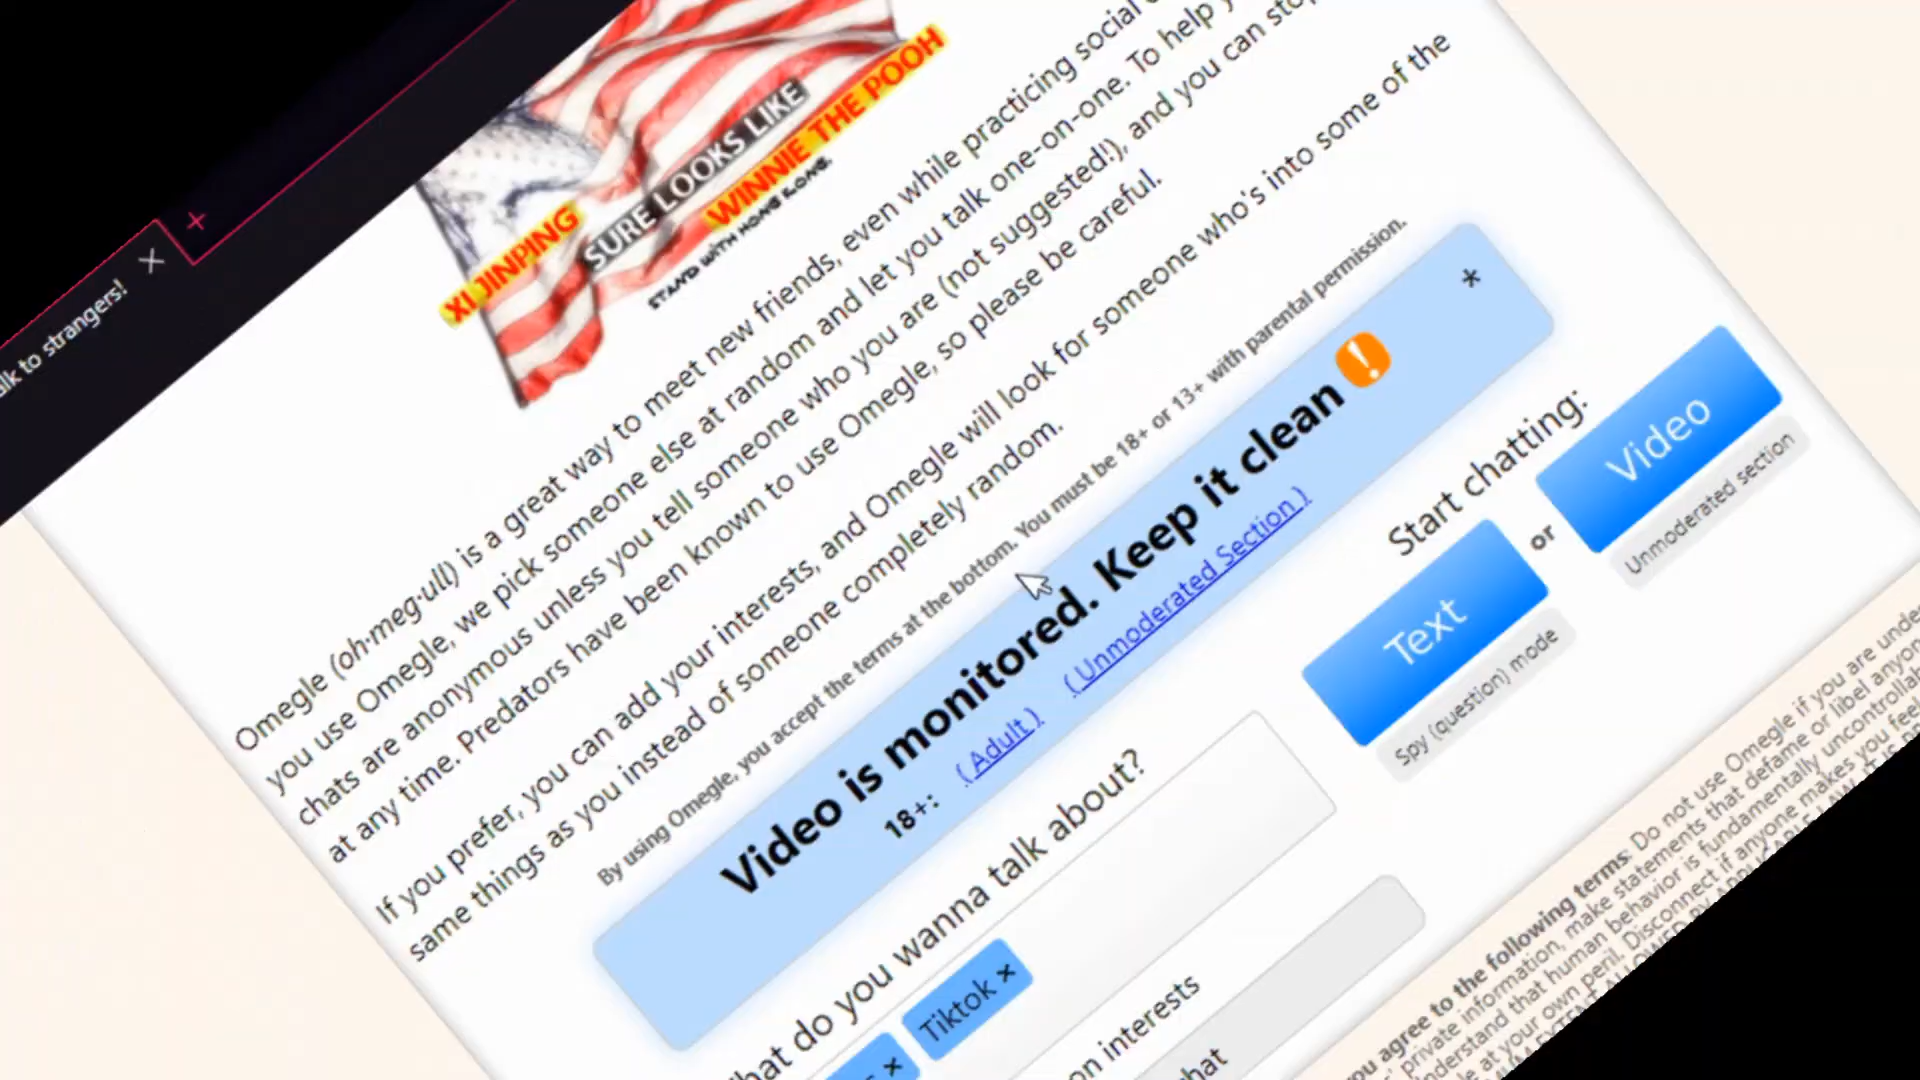 alk to strangers!
XI JINPING
SURE LOOKS LIKE
WINNIE THE POOH
STAND WITH HONG KONG.
Omegle (oh·meg·ull) is a great way to meet new friends, even while practicing social
you use Omegle, we pick someone else at random and let you talk one-on-one. To help
chats are anonymous unless you tell someone who you are (not suggested!), and you can stop
at any time. Predators have been known to use Omegle, so please be careful.
If you prefer, you can add your interests, and Omegle will look for someone who's into some of the
same things as you instead of someone completely random.
By using Omegle, you accept the terms at the bottom. You must be 18+ or 13+ with parental permission.
*
Video is monitored. Keep it clean !
18+: (Adult) (Unmoderated Section)
What do you wanna talk about?
Tiktok ×
×
on interests
hat
Start chatting:
Text or Video
Spy (question) mode
Unmoderated section
you agree to the following terms: Do not use Omegle if you are unde
private information, make statements that defame or libel anyon
nderstand that human behavior is fundamentally uncontrollab
at your own peril. Disconnect if anyone makes you feel